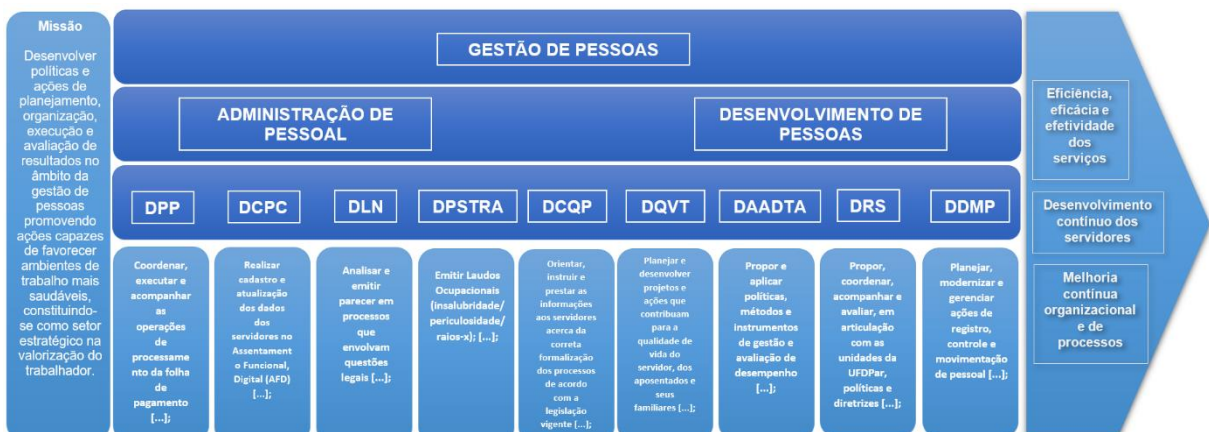 Missão
Desenvolver
políticas e
ações de
planejamento,
organização,
execução e
avaliação de
resultados no
âmbito da
gestão de
pessoas
promovendo
ações capazes
de favorecer
ambientes de
trabalho mais
saudáveis,
constituindo-
se como setor
estratégico na
valorização do
trabalhador.
GESTÃO DE PESSOAS
ADMINISTRAÇÃO DE
PESSOAL
DESENVOLVIMENTO DE
PESSOAS
DPP
DCPC
DLN
DPSTRA
DCQP
DQVT
DAADTA
DRS
DDMP
Coordenar,
executar e
acompanhar
as
operações de
processame
nto da folha
de
pagamento
[...];
Realizar
cadastro e
atualização
dos dados
dos
servidores no
Assentament
o Funcional,
Digital (AFD)
[...];
Analisar e
emitir
parecer em
processos
que
envolvam
questões
legais [...];
Emitir Laudos
Ocupacionais
(insalubridade/
periculosidade/
raios-x); [...];
Orientar,
instruir e
prestar as
informações
aos servidores
acerca da
correta
formalização
dos processos
de acordo
com a
legislação
vigente [...];
Planejar e
desenvolver
projetos e
ações que
contribuam
para a
qualidade de
vida do
servidor, dos
aposentados e
seus
familiares [...];
Propor e
aplicar
políticas,
métodos e
instrumentos
de gestão e
avaliação de
desempenho
[...];
Propor,
coordenar,
acompanhar e
avaliar, em
articulação
com as
unidades da
UFDPar,
políticas e
diretrizes [...];
Planejar,
modernizar e
gerenciar
ações de
registro,
controle e
movimentação
de pessoal [...];
Eficiência,
eficácia e
efetividade
dos
serviços
Desenvolvimento
contínuo dos
servidores
Melhoria
contínua
organizacional
e de
processos